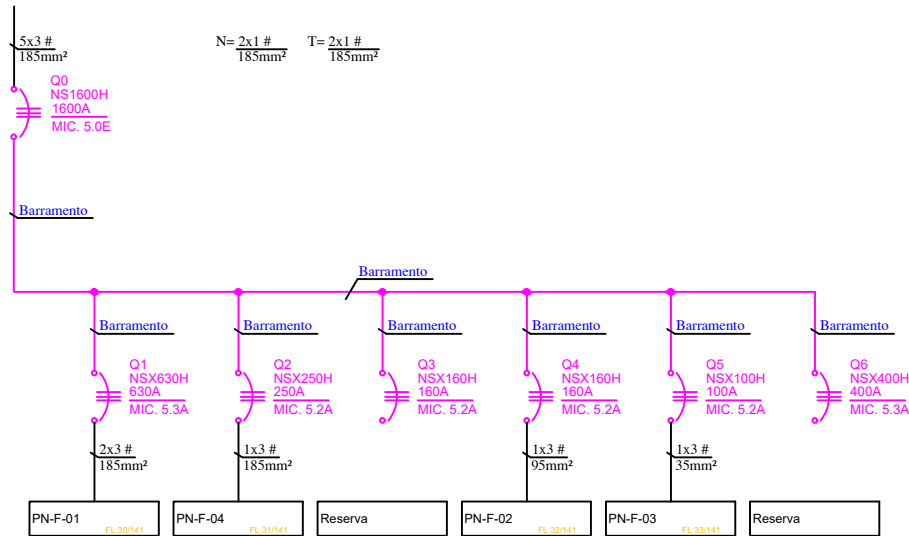 5x3 #
185mm²
N= 2x1 #
185mm²
T= 2x1 #
185mm²
Q0
NS1600H
1600A
MIC. 5.0E
Barramento
Barramento
Barramento
Barramento
Barramento
Barramento
Barramento
Q1
NSX630H
630A
MIC. 5.3A
Q2
NSX250H
250A
MIC. 5.2A
Q3
NSX160H
160A
MIC. 5.2A
Q4
NSX160H
160A
MIC. 5.2A
Q5
NSX100H
100A
MIC. 5.2A
Q6
NSX400H
400A
MIC. 5.3A
2x3 #
185mm²
1x3 #
185mm²
1x3 #
95mm²
1x3 #
35mm²
PN-F-01
FL 30/141
PN-F-04
FL 31/141
Reserva
PN-F-02
FL 32/141
PN-F-03
FL 33/141
Reserva